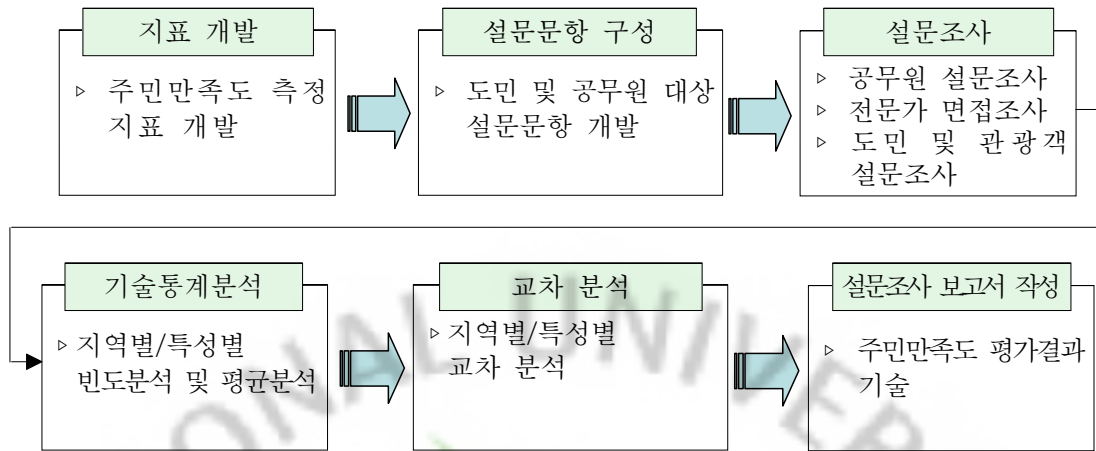 지표 개발
▹ 주민만족도 측정
지표 개발
설문문항 구성
▹ 도민 및 공무원 대상
설문문항 개발
설문조사
▹ 공무원 설문조사
▹ 전문가 면접조사
▹ 도민 및 관광객
설문조사
기술통계분석
▹ 지역별/특성별
빈도분석 및 평균분석
교차 분석
▹ 지역별/특성별
교차 분석
설문조사 보고서 작성
▹ 주민만족도 평가결과
기술
ONAL UNIVER